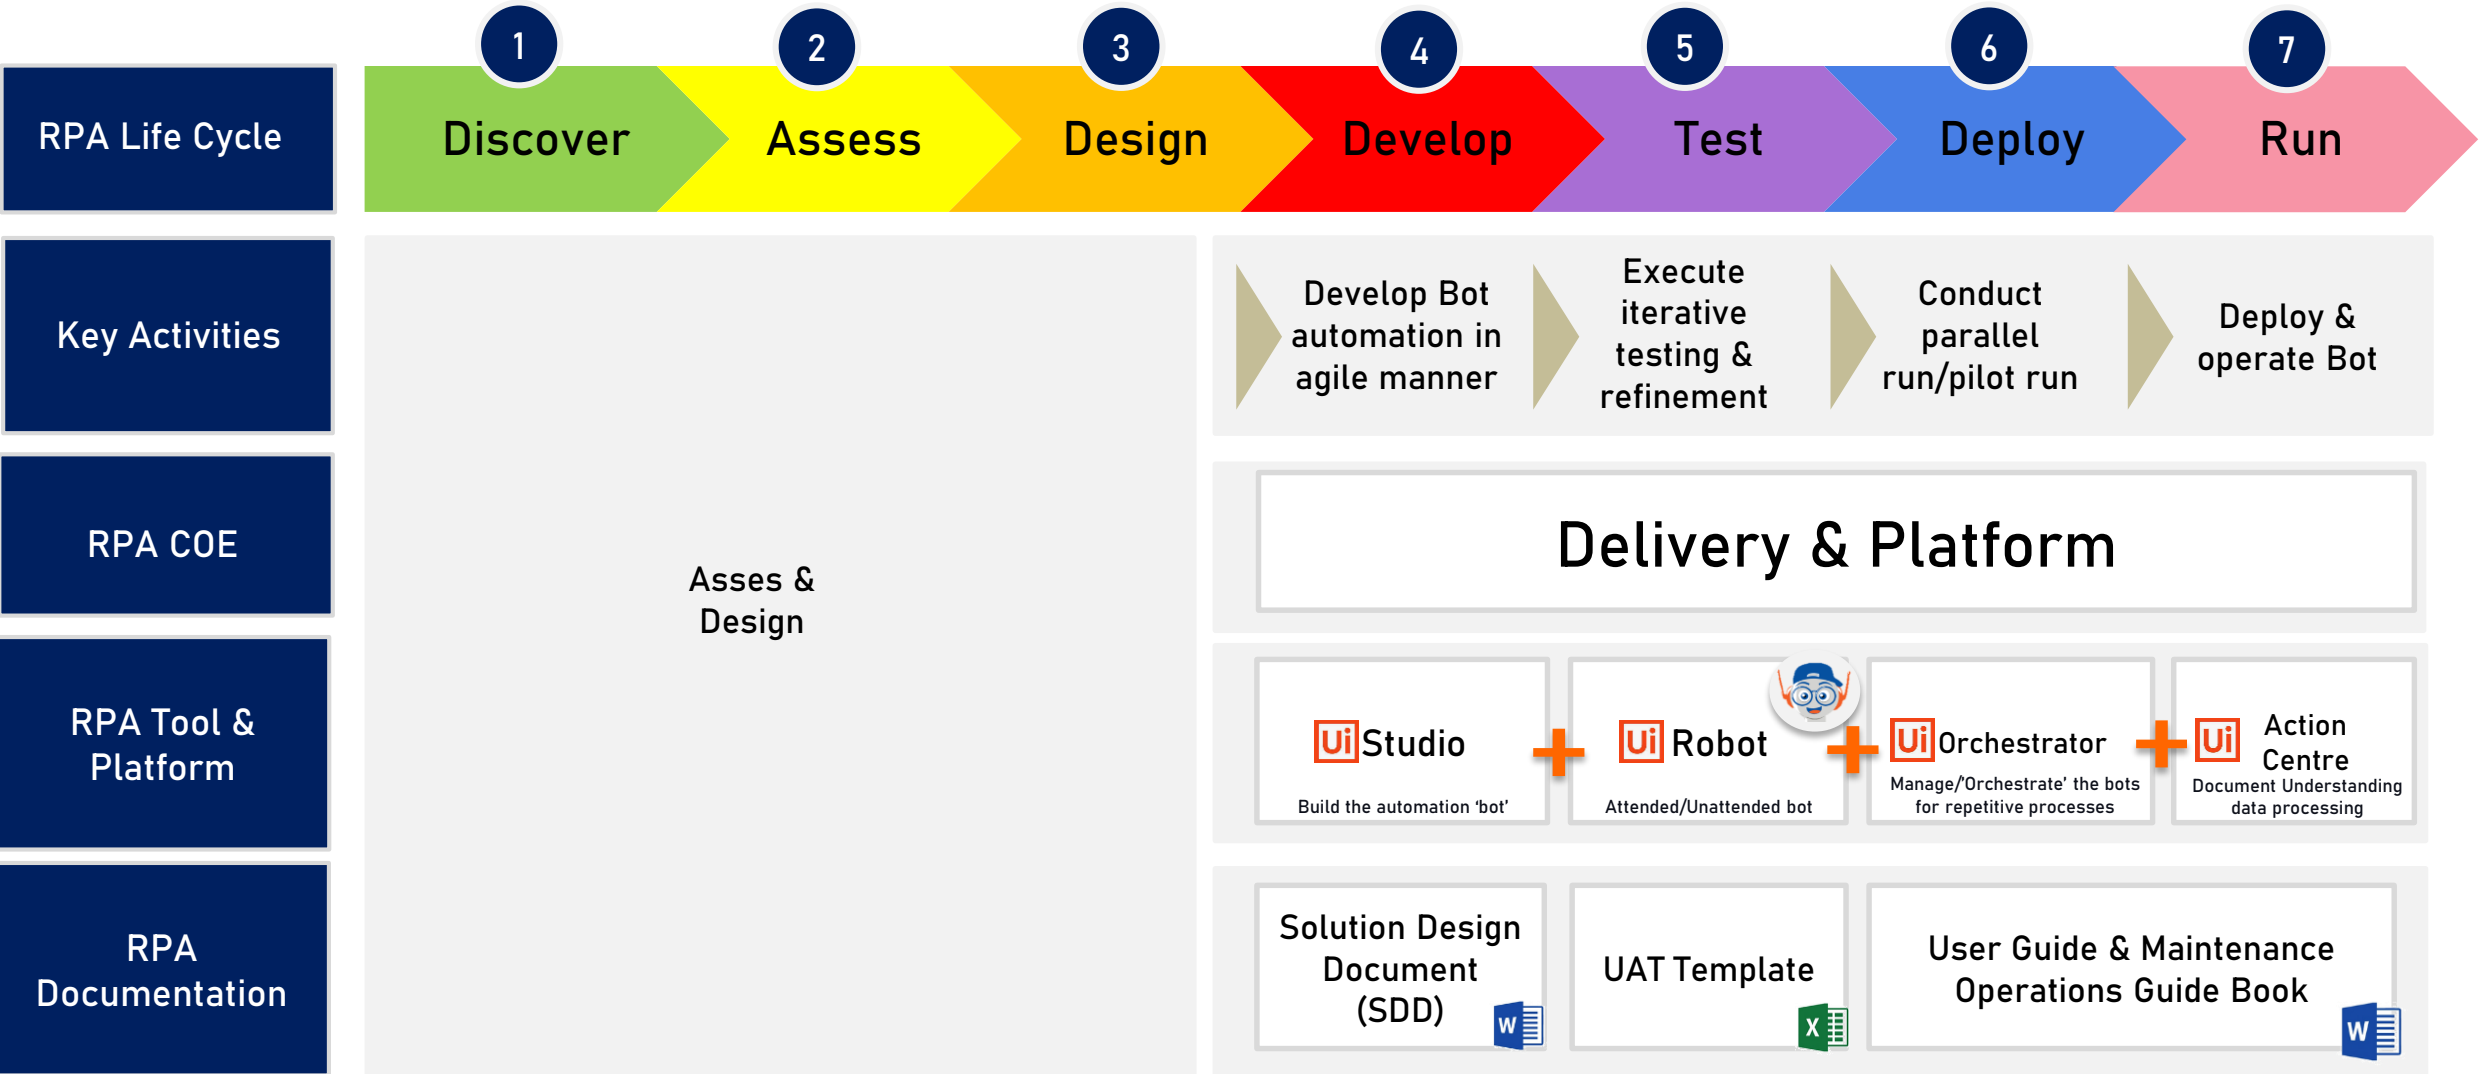 1
2
3
4
5
6
7
RPA Life Cycle
Discover
Assess
Design
Develop
Test
Deploy
Run
Key Activities
Develop Bot
automation in
agile manner
Execute
iterative
testing &
refinement
Conduct
parallel
run/pilot run
Deploy &
operate Bot
RPA COE
Asses &
Design
Delivery & Platform
RPA Tool &
Platform
Ui Studio
Build the automation ‘bot’
Ui Robot
Attended/Unattended bot
Ui Orchestrator
Manage/‘Orchestrate’ the bots
for repetitive processes
Ui Action
Centre
Document Understanding
data processing
RPA
Documentation
Solution Design
Document
(SDD)
W
UAT Template
X
User Guide & Maintenance
Operations Guide Book
W